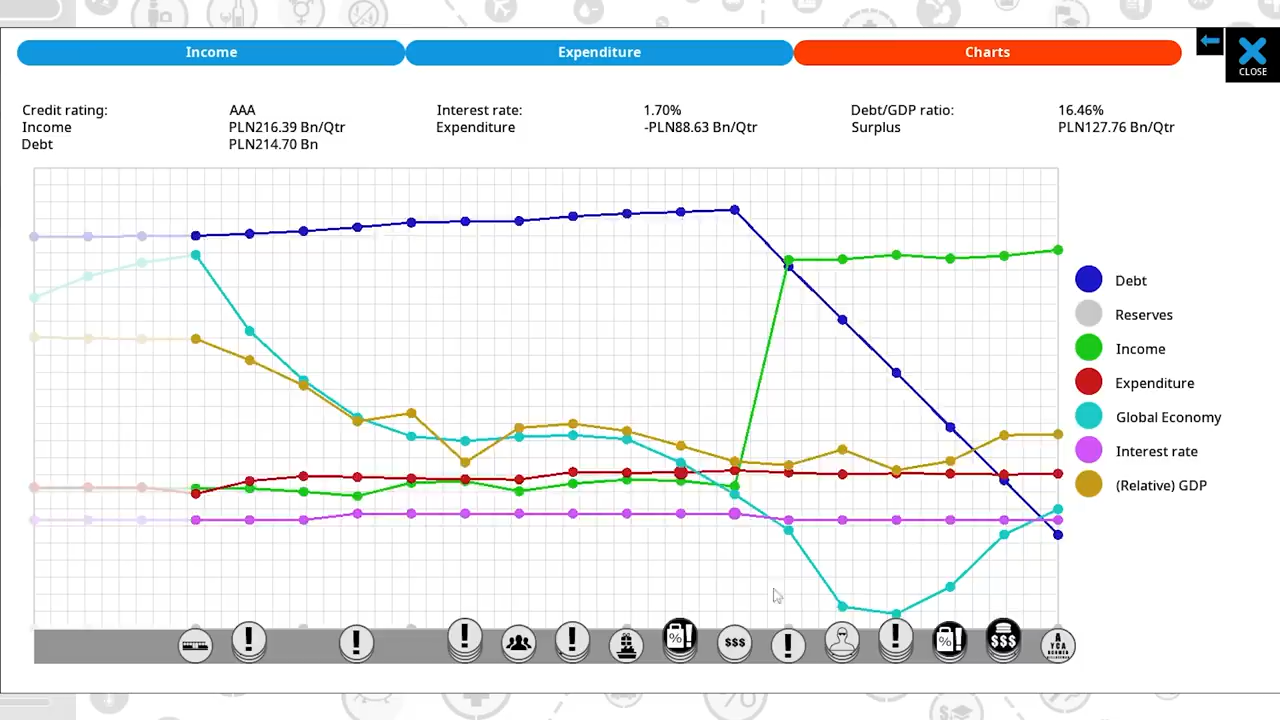 Income Expenditure Charts
CLOSE
Credit rating: AAA Interest rate: 1.70% Debt/GDP ratio: 16.46%
Income PLN216.39 Bn/Qtr Expenditure -PLN88.63 Bn/Qtr Surplus PLN127.76 Bn/Qtr
Debt PLN214.70 Bn
Debt
Reserves
Income
Expenditure
Global Economy
Interest rate
(Relative) GDP
! ! ! ! %! $$$ ! ! %! $$$ A
YCA